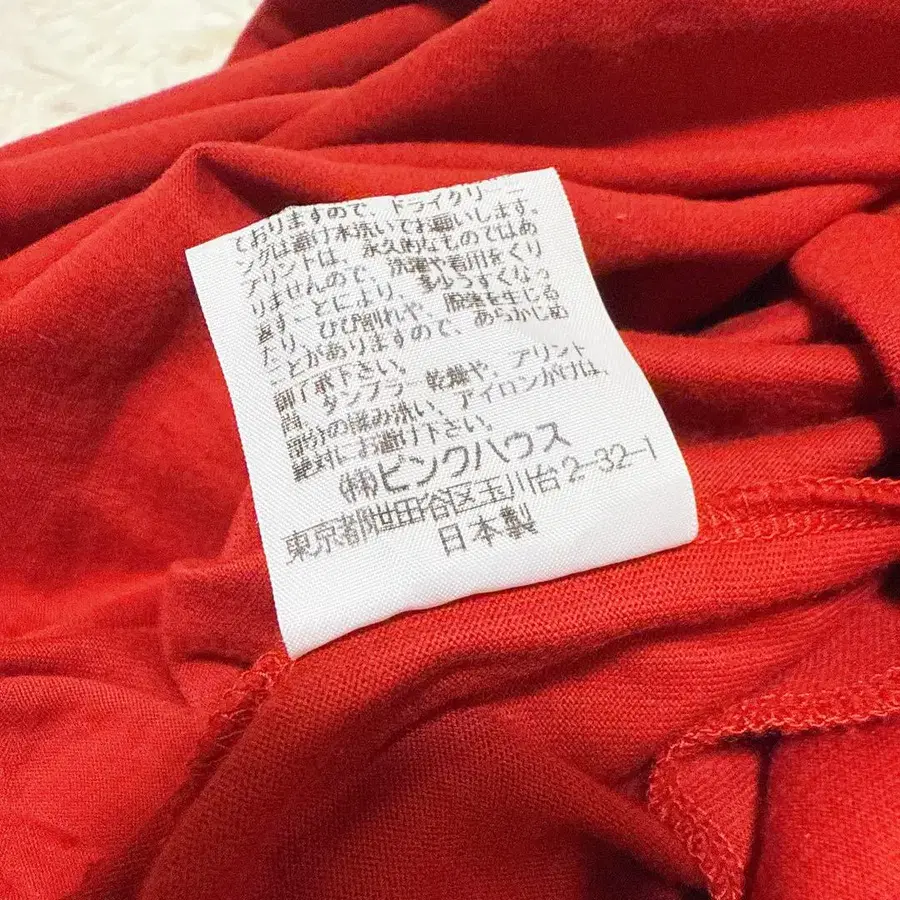 ておりますので、ドライクリーニ
ングは避け水洗いでお願いします。
プリントは、永久的なものではあ
りませんので、洗濯や着用をくり
返すことにより、多少うすくなっ
たり、ひび割れや、脱落を生じる
ことがありますので、あらかじめ
御了承下さい。
尚、タンブラー乾燥や、プリント
部分の揉み洗い、アイロンがけは、
絶対にお避け下さい。
(株)ピンクハウス
東京都世田谷区玉川台2-32-1
日本製